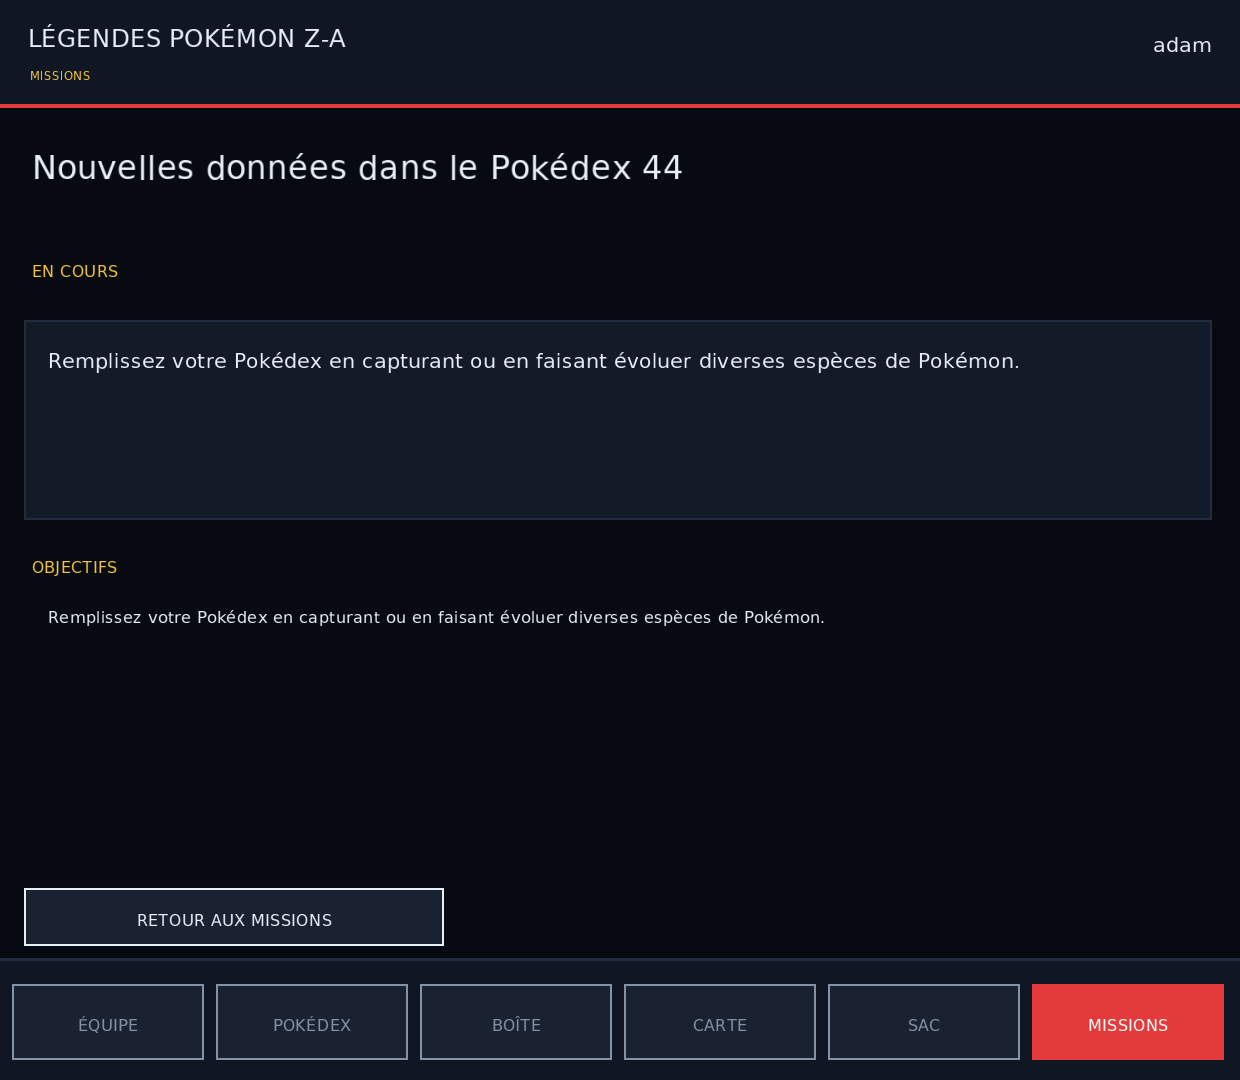 LÉGENDES POKÉMON Z-A
adam
MISSIONS
Nouvelles données dans le Pokédex 44
EN COURS
Remplissez votre Pokédex en capturant ou en faisant évoluer diverses espèces de Pokémon.
OBJECTIFS
Remplissez votre Pokédex en capturant ou en faisant évoluer diverses espèces de Pokémon.
RETOUR AUX MISSIONS
ÉQUIPE
POKÉDEX
BOÎTE
CARTE
SAC
MISSIONS